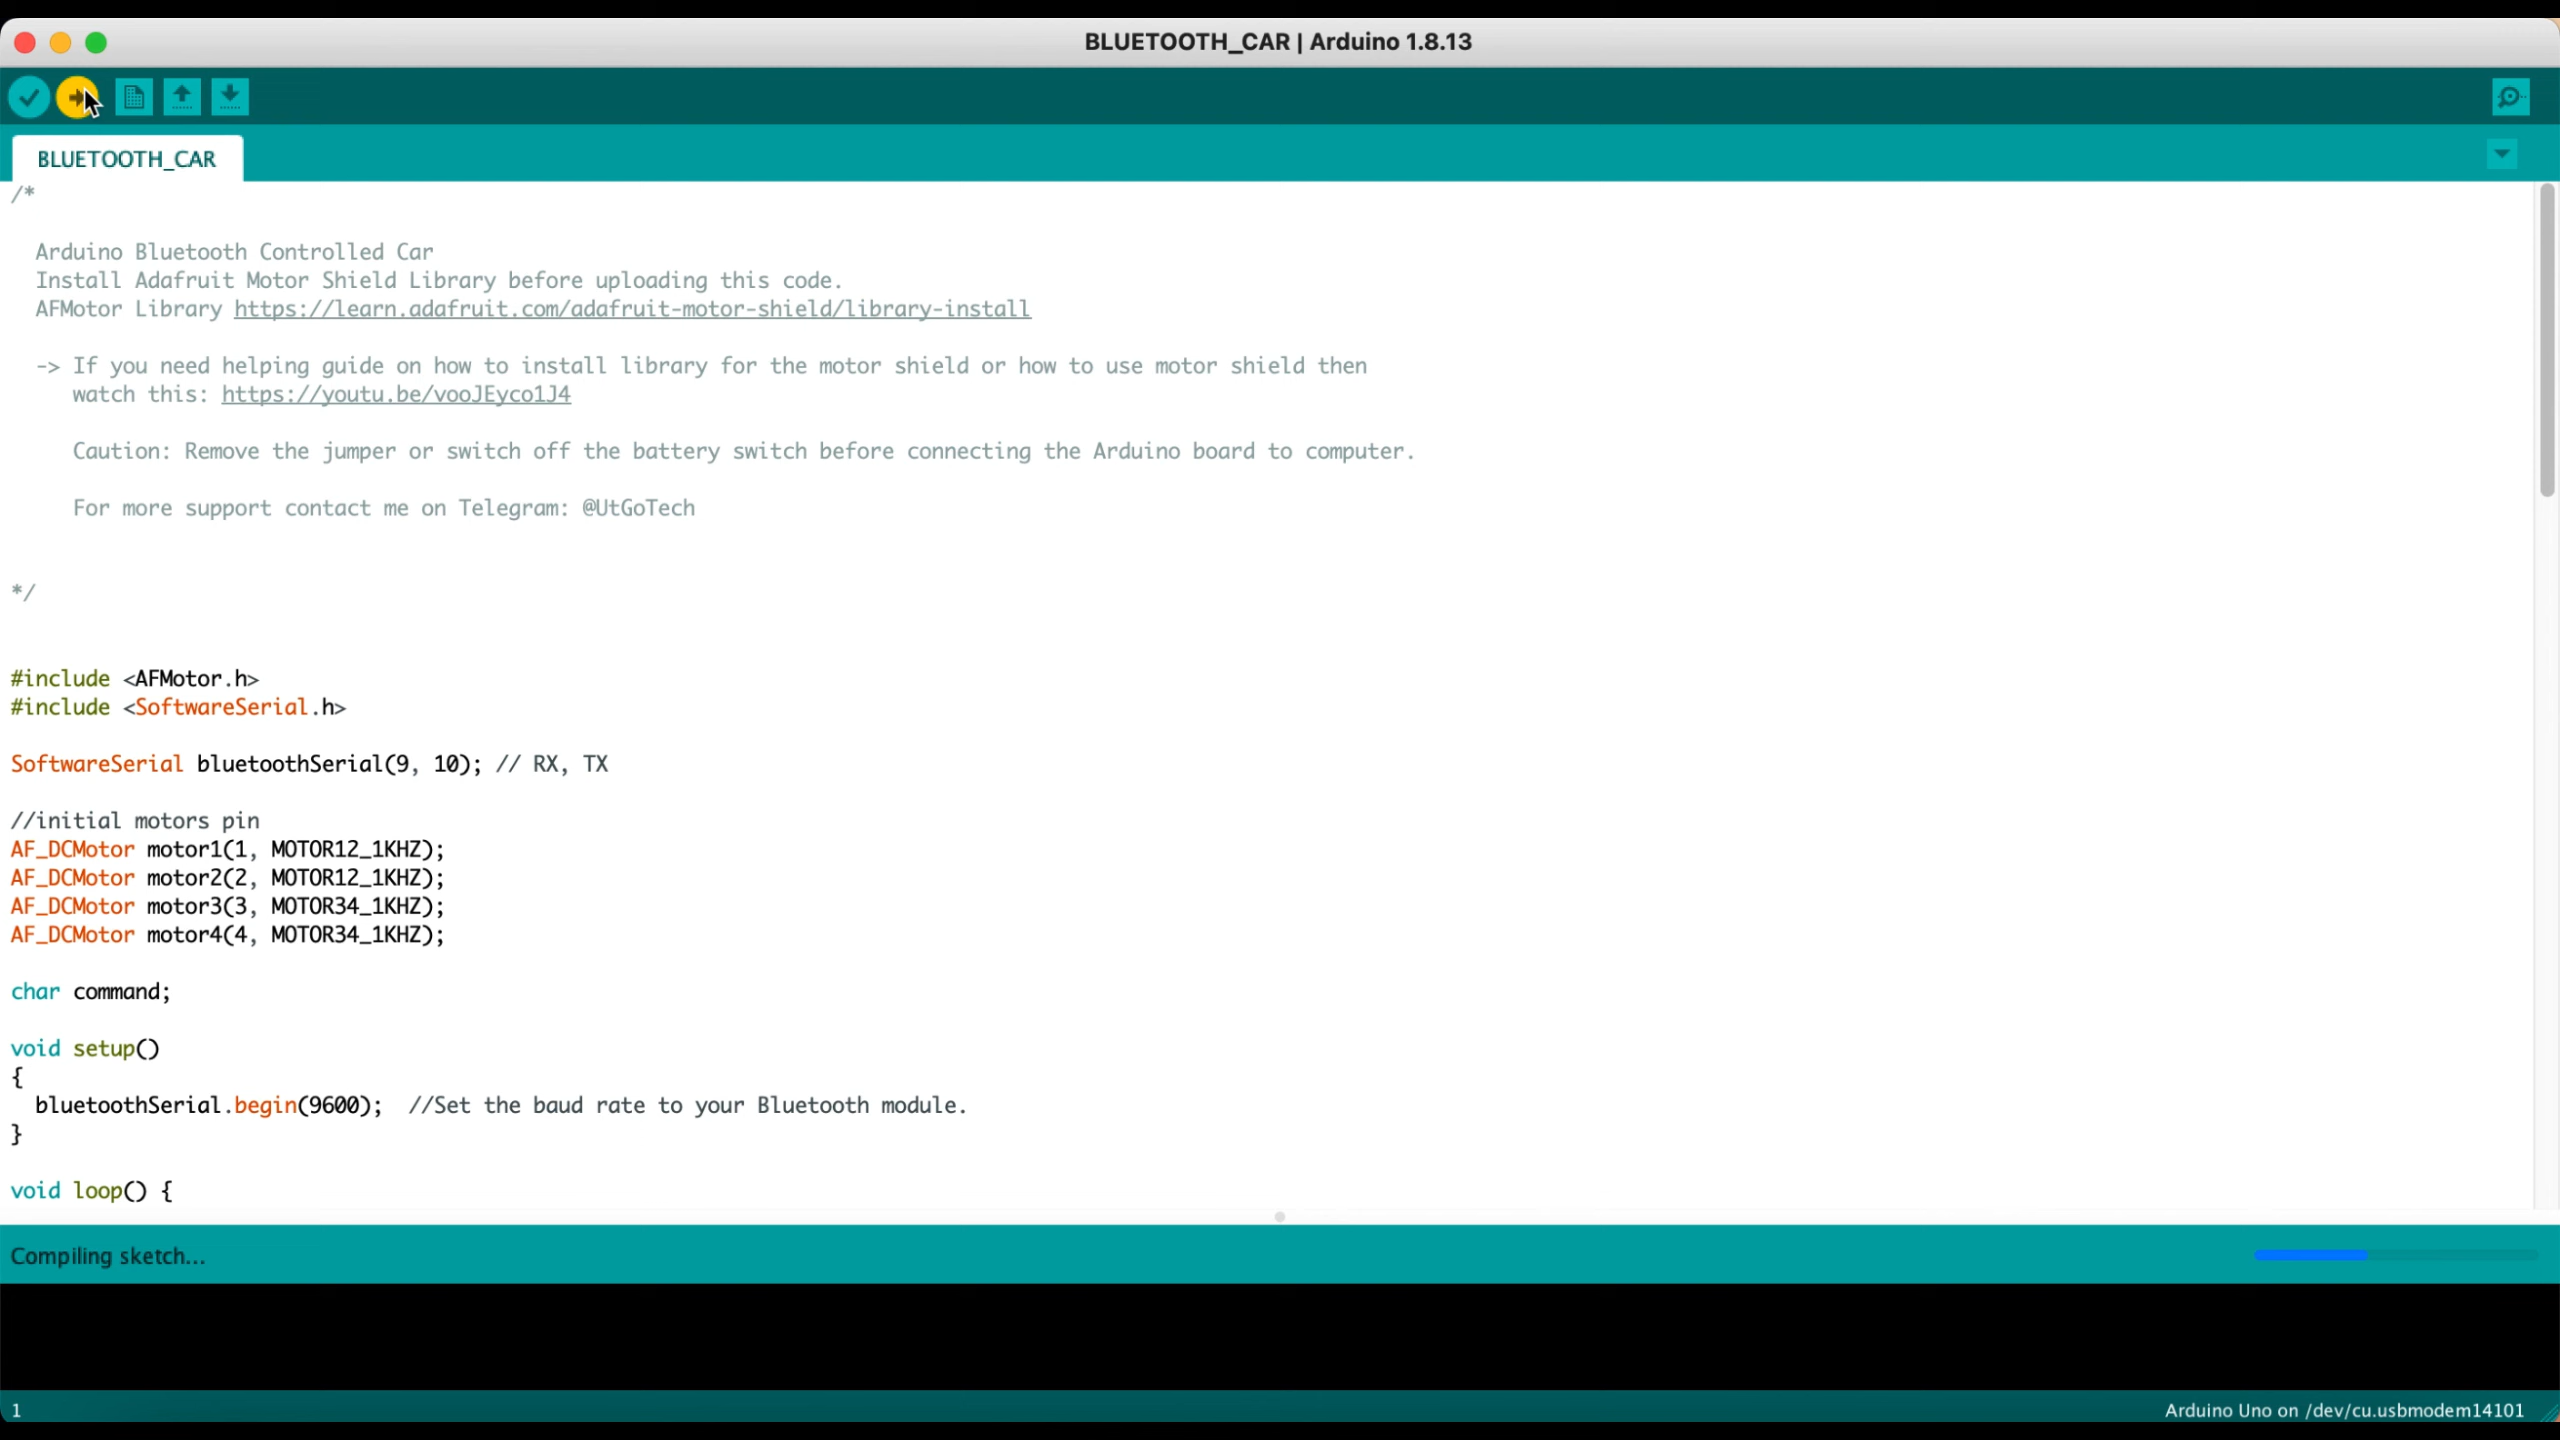 BLUETOOTH_CAR | Arduino 1.8.13
BLUETOOTH_CAR
/*
Arduino Bluetooth Controlled Car
Install Adafruit Motor Shield Library before uploading this code.
AFMotor Library https://learn.adafruit.com/adafruit-motor-shield/library-install
-> If you need helping guide on how to install library for the motor shield or how to use motor shield then
watch this: https://youtu.be/vooJEyco1J4
Caution: Remove the jumper or switch off the battery switch before connecting the Arduino board to computer.
For more support contact me on Telegram: @UtGoTech
*/
#include <AFMotor.h>
#include <SoftwareSerial.h>
SoftwareSerial bluetoothSerial(9, 10); // RX, TX
//initial motors pin
AF_DCMotor motor1(1, MOTOR12_1KHZ);
AF_DCMotor motor2(2, MOTOR12_1KHZ);
AF_DCMotor motor3(3, MOTOR34_1KHZ);
AF_DCMotor motor4(4, MOTOR34_1KHZ);
char command;
void setup()
{
bluetoothSerial.begin(9600); //Set the baud rate to your Bluetooth module.
}
void loop() {
Compiling sketch...
1
Arduino Uno on /dev/cu.usbmodem14101